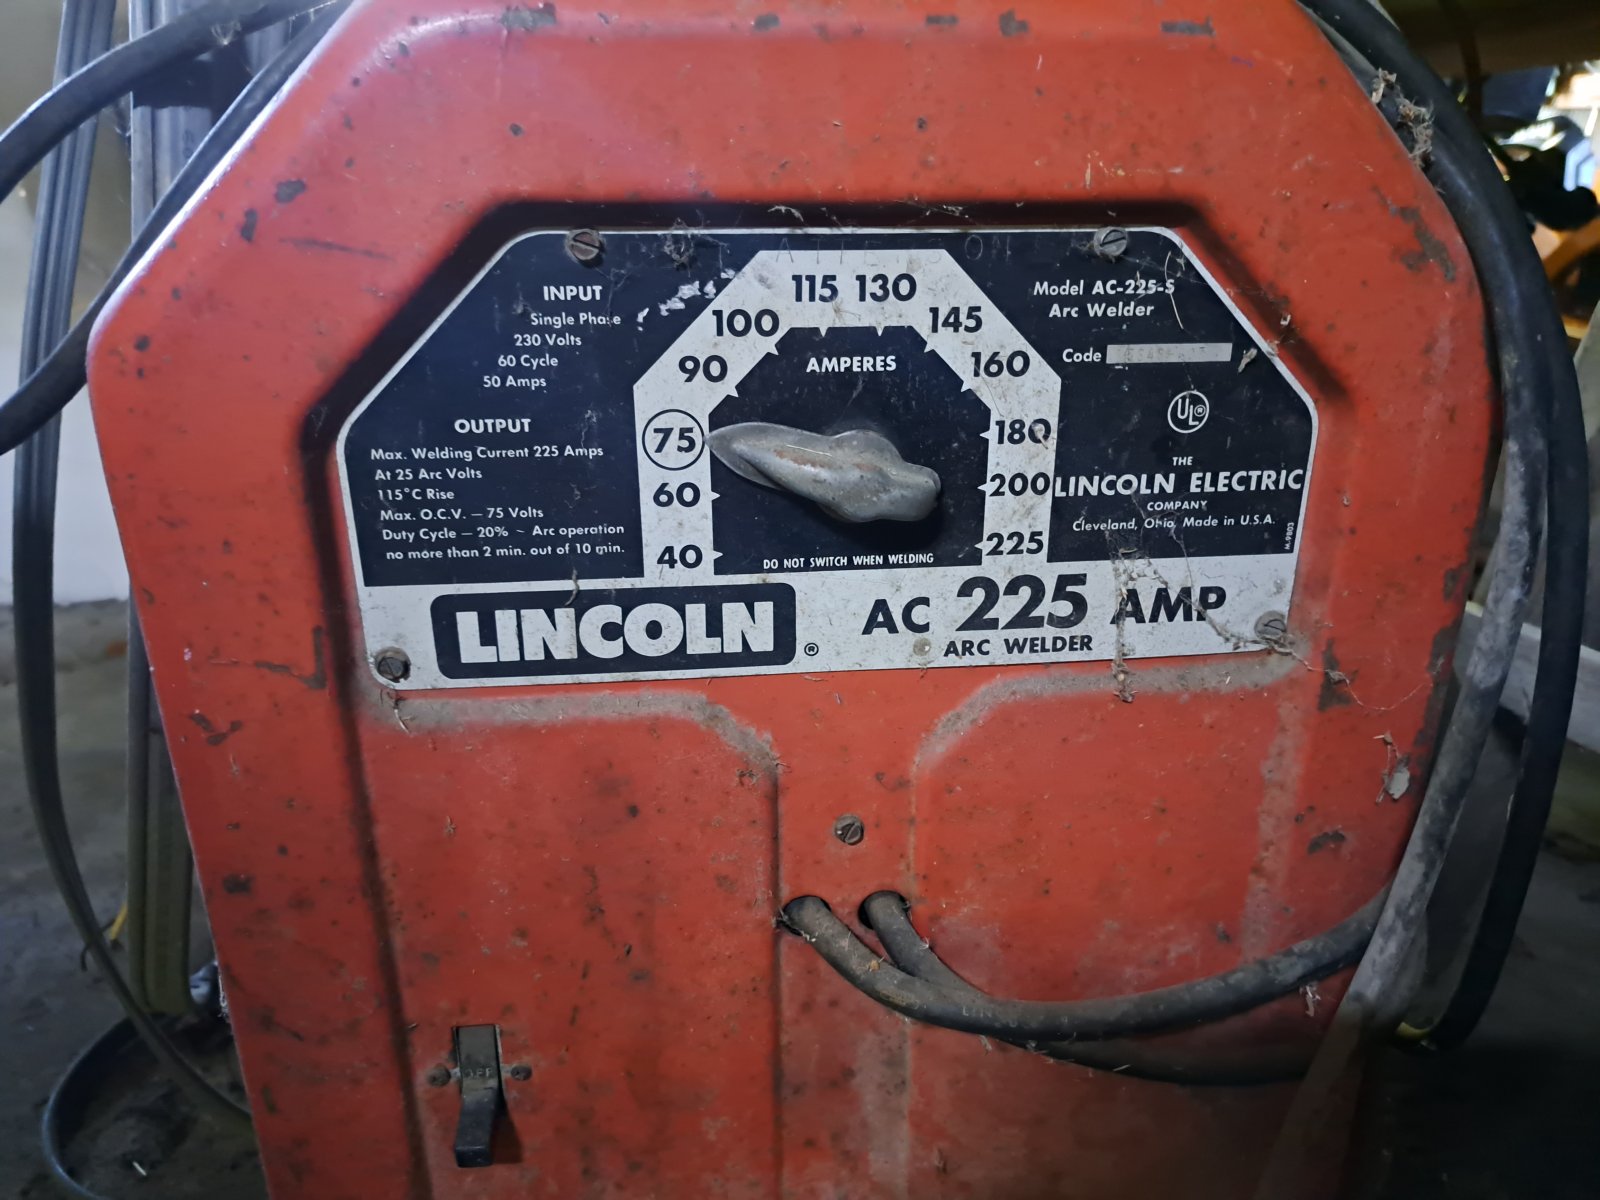 INPUT
Single Phase
230 Volts
60 Cycle
50 Amps
OUTPUT
Max. Welding Current 225 Amps
At 25 Arc Volts
115°C Rise
Max. O.C.V. — 75 Volts
Duty Cycle — 20% ~ Arc operation
no more than 2 min. out of 10 min.
40
60
75
90
100
115
130
145
160
180
200
225
AMPERES
DO NOT SWITCH WHEN WELDING
Model AC-225-S
Arc Welder
Code
UL®
THE
LINCOLN ELECTRIC
COMPANY
Cleveland, Ohio Made in U.S.A.
LINCOLN ®
AC 225 AMP
ARC WELDER
OFF